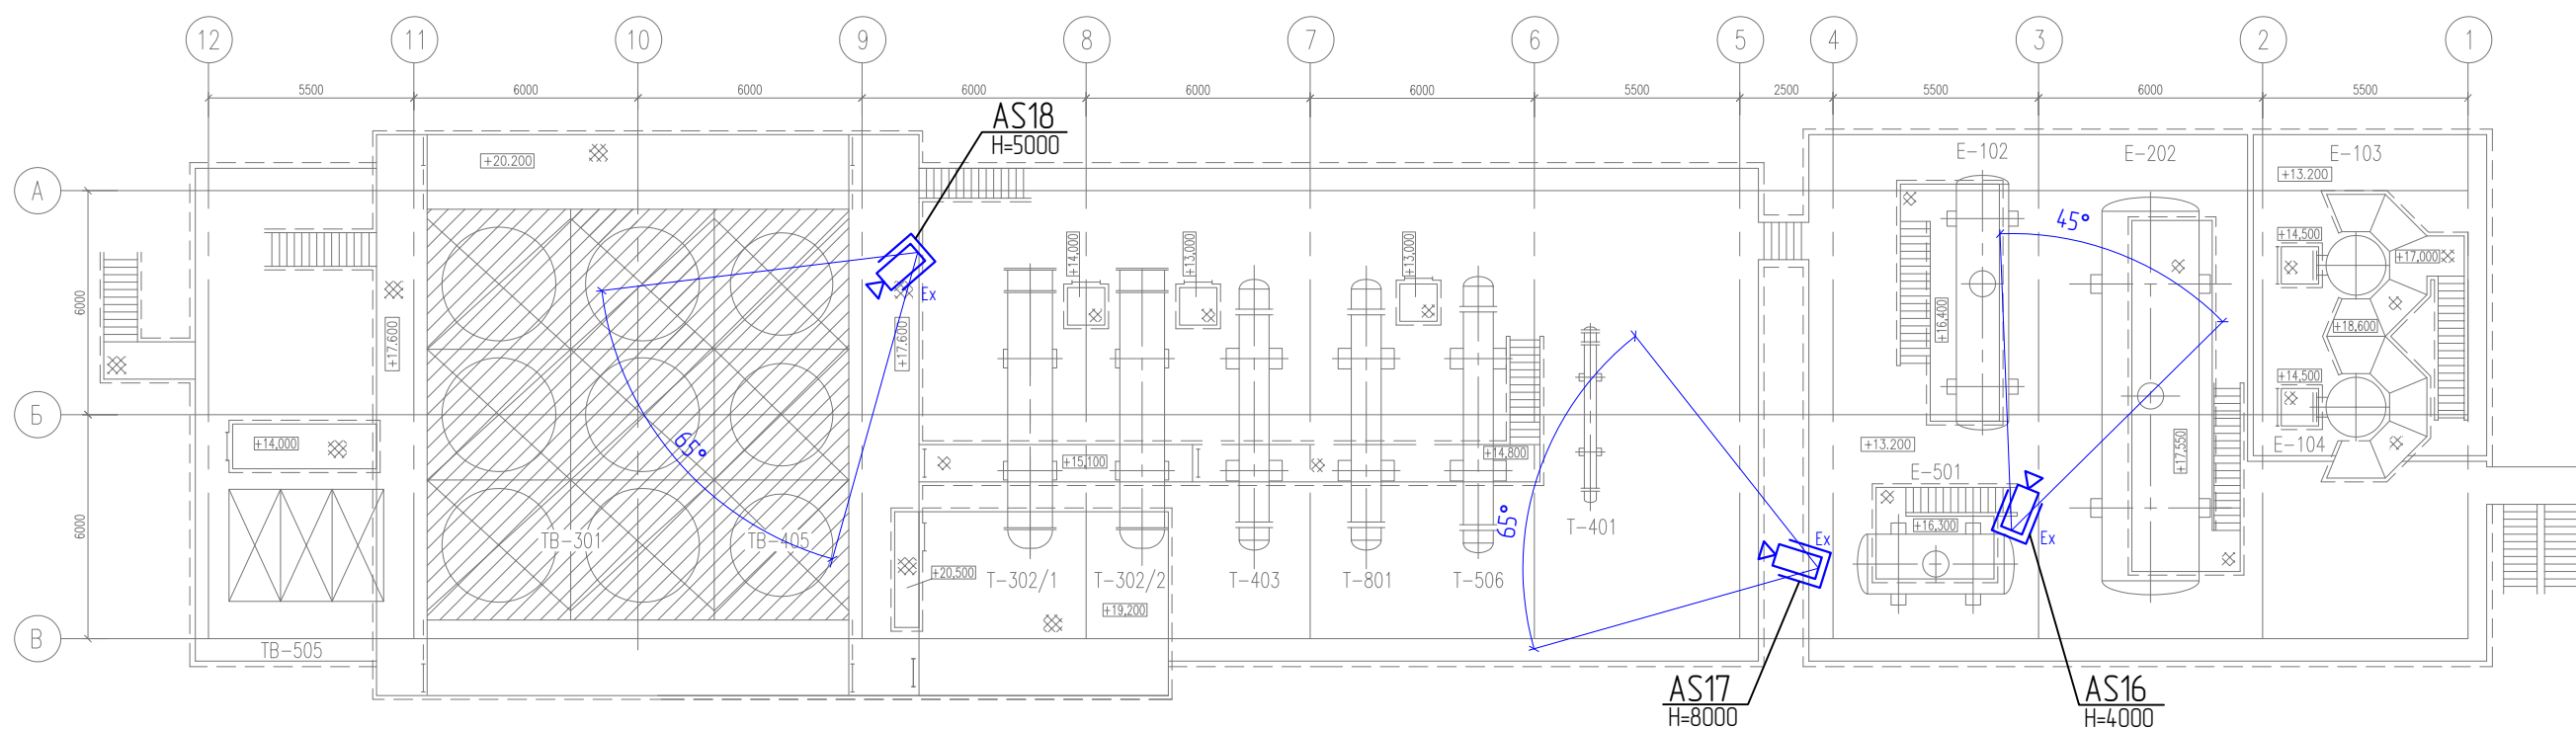 12
11
10
9
8
7
6
5
4
3
2
1
5500
6000
6000
6000
6000
6000
5500
2500
5500
6000
5500
AS18
H=5000
+20.200
E-102
E-202
E-103
+13.200
А
45°
+14,000
+13,000
+13,000
+14,500
+17,000
Ex
6000
+17.600
+17.600
+16,400
+18,600
+14,500
Б
65°
+14,000
+15,100
+14,800
+13.200
E-104
+17,550
E-501
65°
+16,300
T-401
TB-301
TB-405
Ex
Ex
6000
+20,500
T-302/1
T-302/2
T-403
T-801
T-506
+19,200
В
TB-505
AS17
H=8000
AS16
H=4000